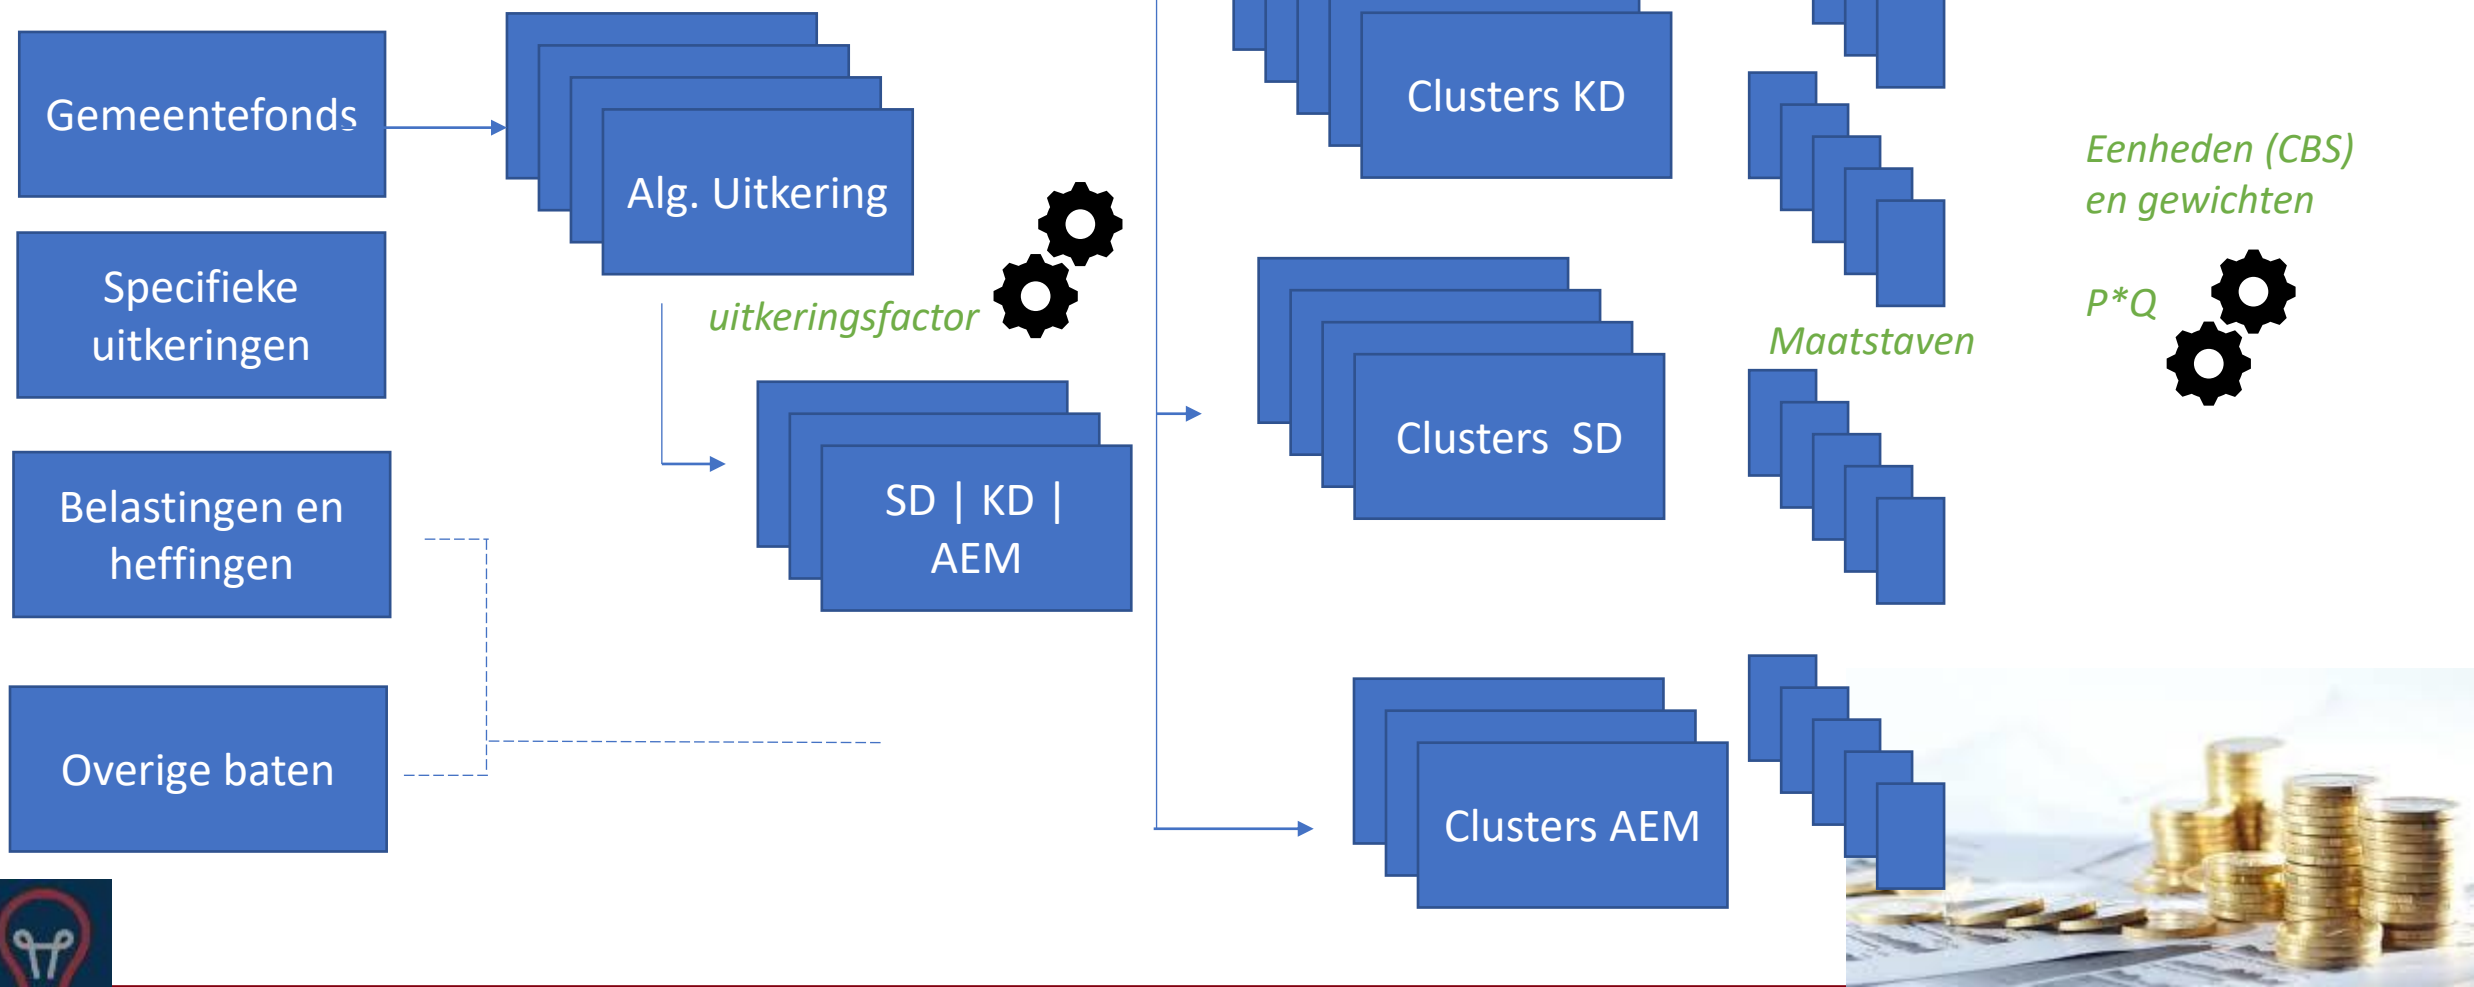 Gemeentefonds
Specifieke
uitkeringen
Belastingen en
heffingen
Overige baten
Alg. Uitkering
uitkeringsfactor
SD | KD |
AEM
Clusters KD
Clusters  SD
Clusters AEM
Maatstaven
Eenheden (CBS)
en gewichten
P*Q